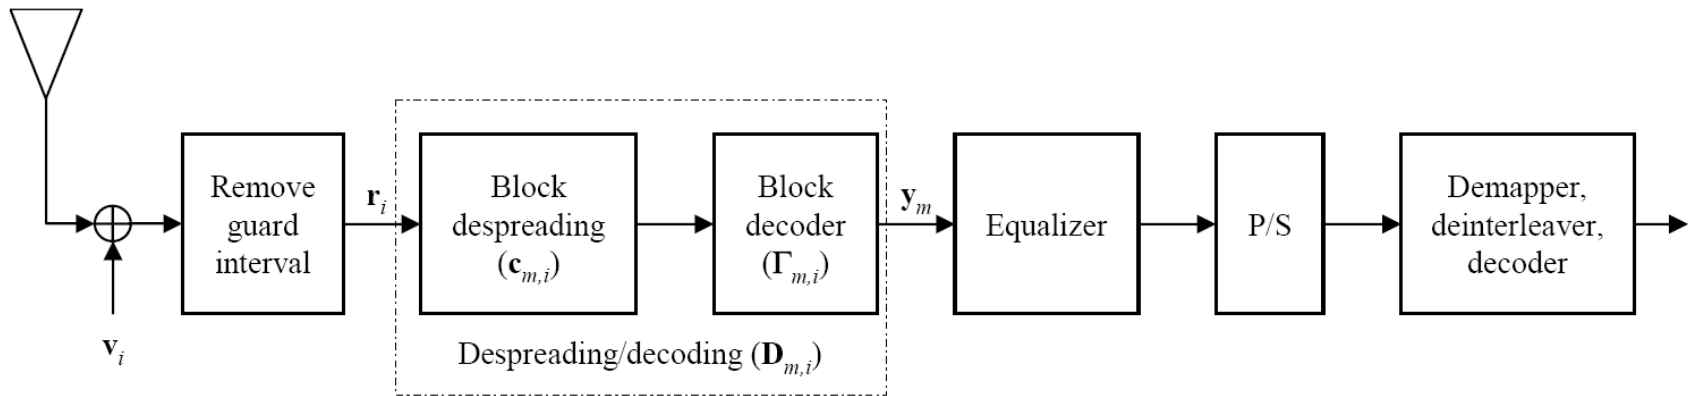 Remove
guard
interval
r_i
Block
despreading
(c_{m,i})
Block
decoder
(Γ_{m,i})
y_m
Equalizer
P/S
Demapper,
deinterleaver,
decoder
v_i
Despreading/decoding (D_{m,i})